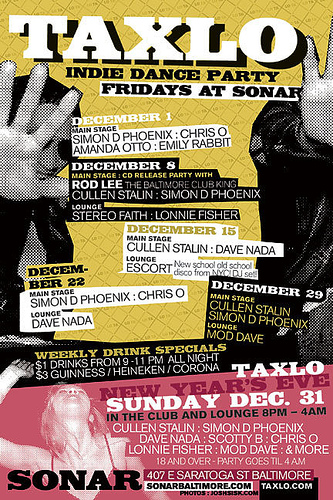 TAXLO
INDIE DANCE PARTY
FRIDAYS AT SONAR
DECEMBER 1
MAIN STAGE
SIMON D PHOENIX : CHRIS O
AMANDA OTTO : EMILY RABBIT
DECEMBER 8
MAIN STAGE : CD RELEASE PARTY WITH
ROD LEE THE BALTIMORE CLUB KING
CULLEN STALIN : SIMON D PHOENIX
LOUNGE
STEREO FAITH : LONNIE FISHER
DECEMBER 15
MAIN STAGE
CULLEN STALIN : DAVE NADA
LOUNGE
ESCORT New school old school
disco from NYC! DJ set!!
DECEM-
BER 22
MAIN STAGE
SIMON D PHOENIX : CHRIS O
LOUNGE
DAVE NADA
DECEMBER 29
MAIN STAGE
CULLEN STALIN
SIMON D PHOENIX
LOUNGE
MOD DAVE
WEEKLY DRINK SPECIALS
$1 DRINKS FROM 9-11 PM ALL NIGHT
$3 GUINNESS / HEINEKEN / CORONA
TAXLO
NEW YEAR'S EVE
SUNDAY DEC. 31
IN THE CLUB AND LOUNGE 8PM – 4AM
CULLEN STALIN : SIMON D PHOENIX
DAVE NADA : SCOTTY B : CHRIS O
LONNIE FISHER : MOD DAVE : & MORE
18 AND OVER - PARTY GOES TIL 4 AM
SONAR
407 E SARATOGA ST BALTIMORE
SONARBALTIMORE.COM TAXLO.COM
PHOTOS : JOSHSISK.COM